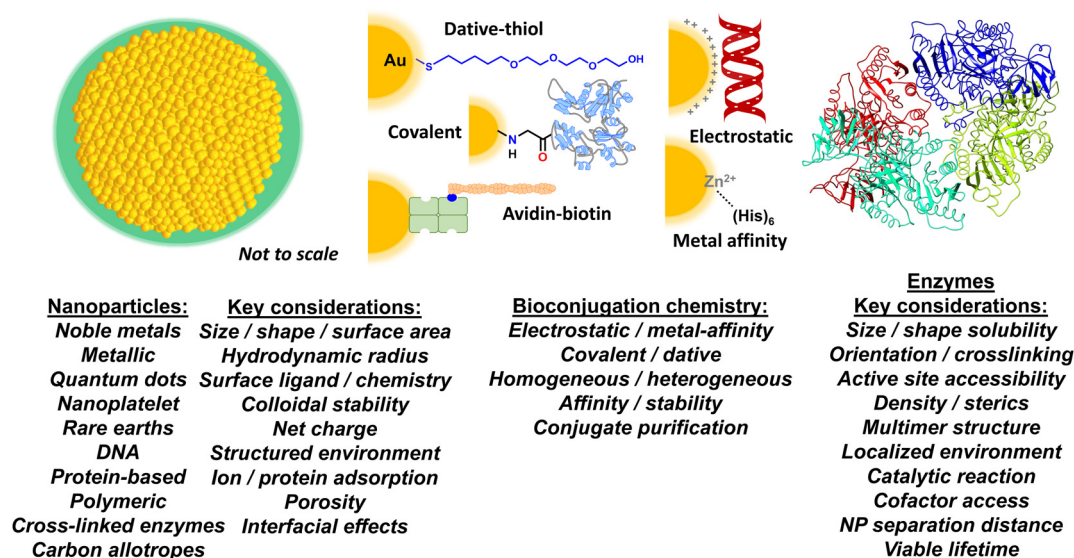 Dative-thiol
Au
S
O
O
O
OH
Covalent
N
H
O
Avidin-biotin
Not to scale
++++++++++
Electrostatic
Zn2+
(His)6
Metal affinity
Nanoparticles:
Noble metals
Metallic
Quantum dots
Nanoplatelet
Rare earths
DNA
Protein-based
Polymeric
Cross-linked enzymes
Carbon allotropes
Key considerations:
Size / shape / surface area
Hydrodynamic radius
Surface ligand / chemistry
Colloidal stability
Net charge
Structured environment
Ion / protein adsorption
Porosity
Interfacial effects
Bioconjugation chemistry:
Electrostatic / metal-affinity
Covalent / dative
Homogeneous / heterogeneous
Affinity / stability
Conjugate purification
Enzymes
Key considerations:
Size / shape solubility
Orientation / crosslinking
Active site accessibility
Density / sterics
Multimer structure
Localized environment
Catalytic reaction
Cofactor access
NP separation distance
Viable lifetime